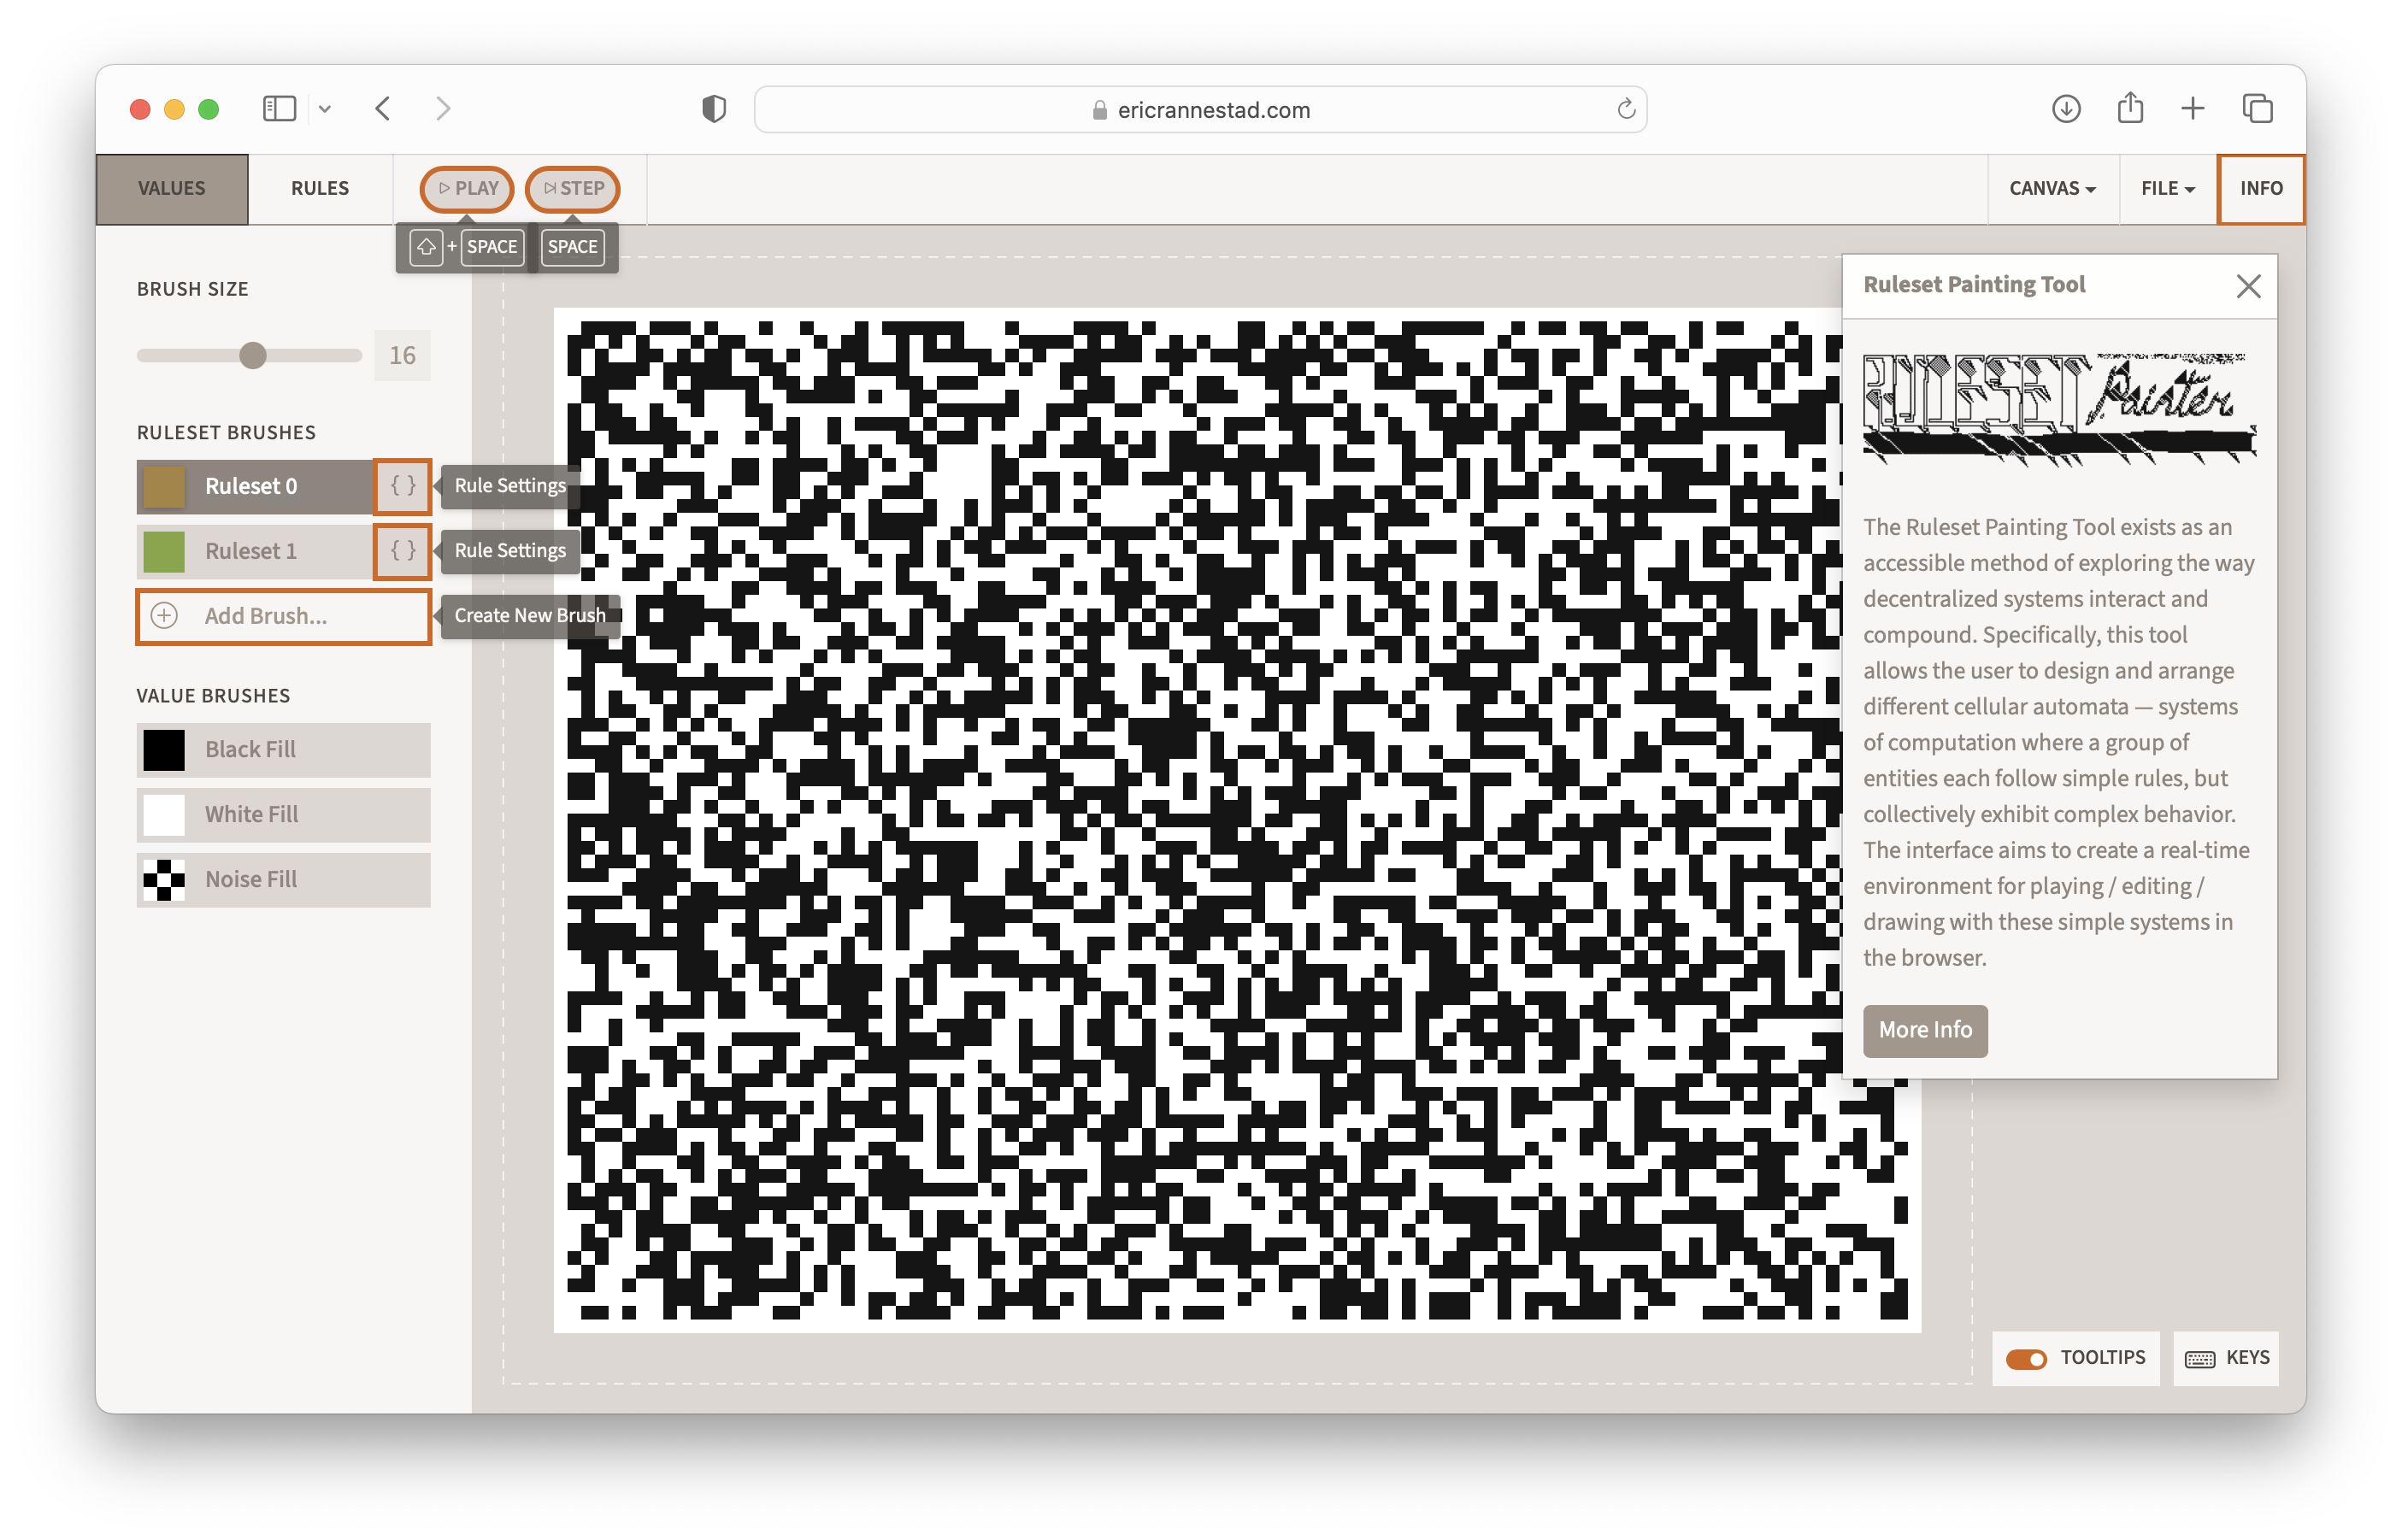 ericrannestad.com
VALUES
RULES
PLAY
STEP
CANVAS
FILE
INFO
+ SPACE
SPACE
BRUSH SIZE
16
RULESET BRUSHES
Ruleset 0
{ }
Rule Settings
Ruleset 1
{ }
Rule Settings
Add Brush...
Create New Brush
VALUE BRUSHES
Black Fill
White Fill
Noise Fill
Ruleset Painting Tool
RULESET Painter
The Ruleset Painting Tool exists as an
accessible method of exploring the way
decentralized systems interact and
compound. Specifically, this tool
allows the user to design and arrange
different cellular automata — systems
of computation where a group of
entities each follow simple rules, but
collectively exhibit complex behavior.
The interface aims to create a real-time
environment for playing / editing /
drawing with these simple systems in
the browser.
More Info
TOOLTIPS
KEYS